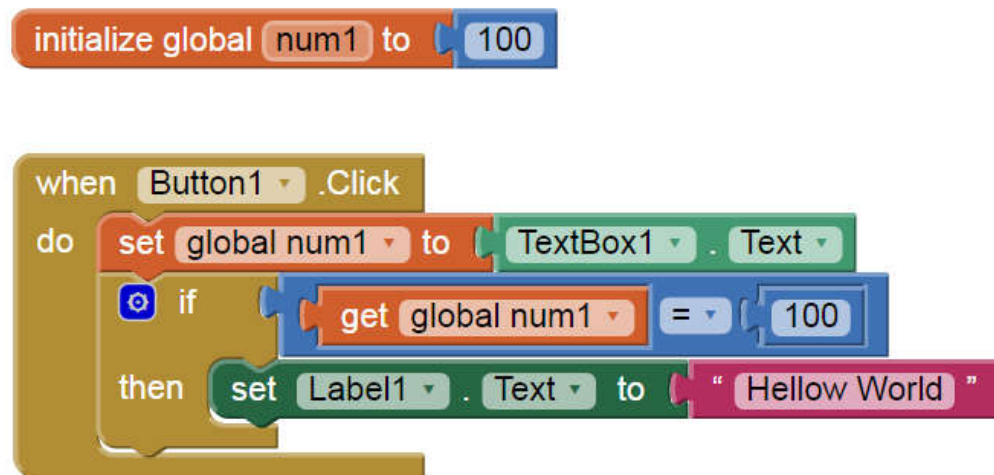 initialize global num1 to 100
when Button1 .Click
do set global num1 to TextBox1 . Text
if get global num1 = 100
then set Label1 . Text to “ Hellow World ”